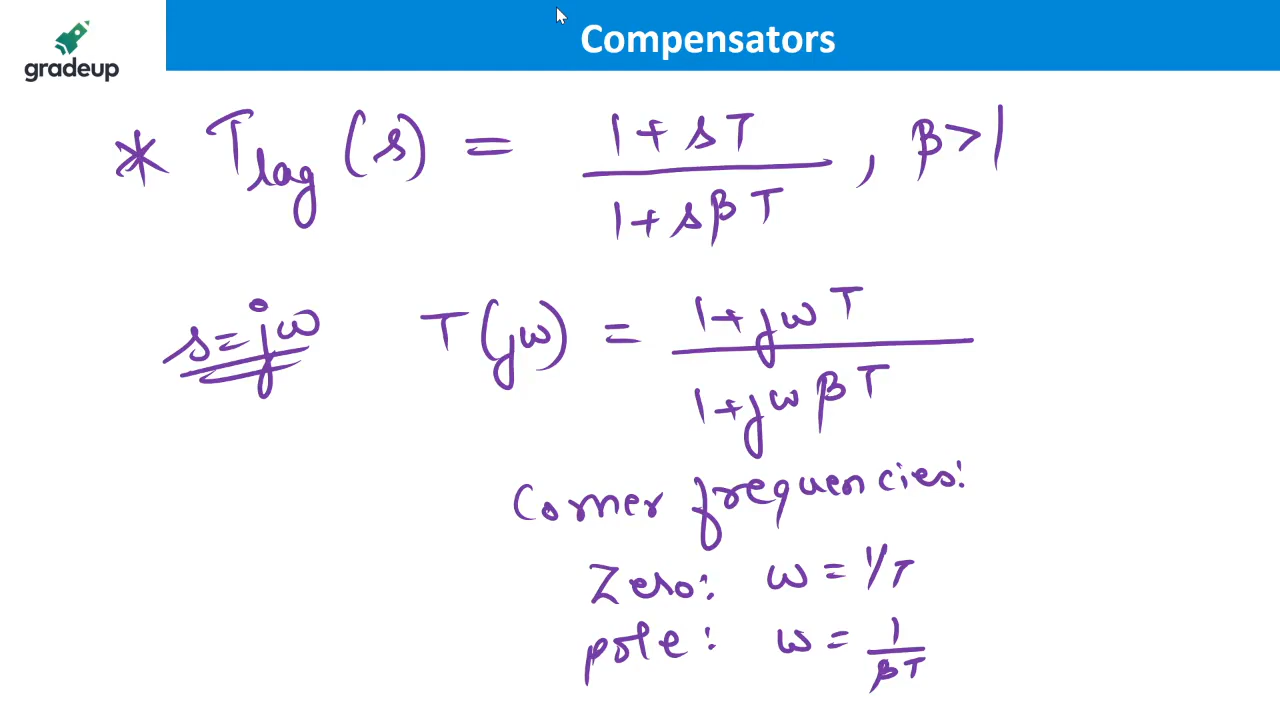 Compensators
gradeup
* T_lag (s) = (1 + sT) / (1 + sβT) , β > 1
s = jω T(jω) = (1 + jωT) / (1 + jωβT)
Corner frequencies:
Zero: ω = 1/T
pole: ω = 1/βT